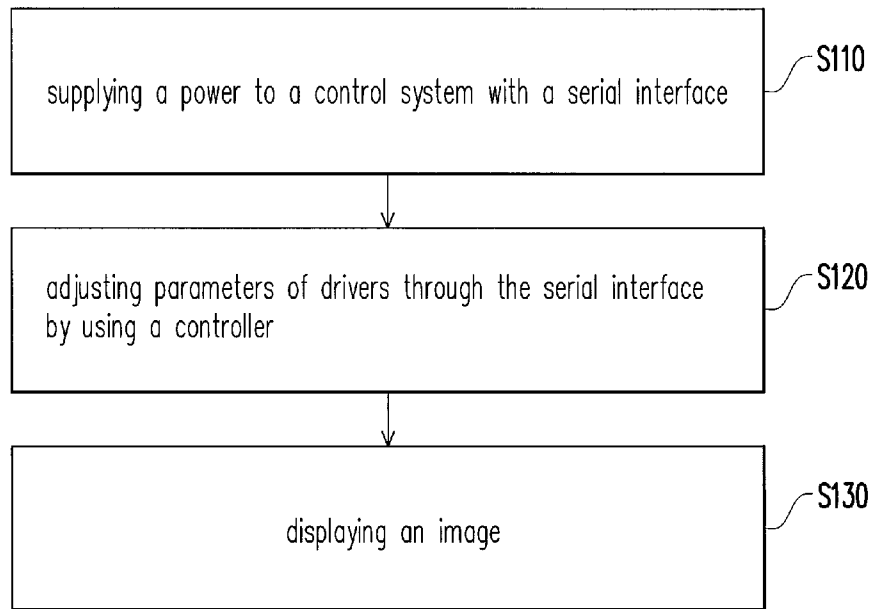 supplying a power to a control system with a serial interface
S110
adjusting parameters of drivers through the serial interface
by using a controller
S120
displaying an image
S130